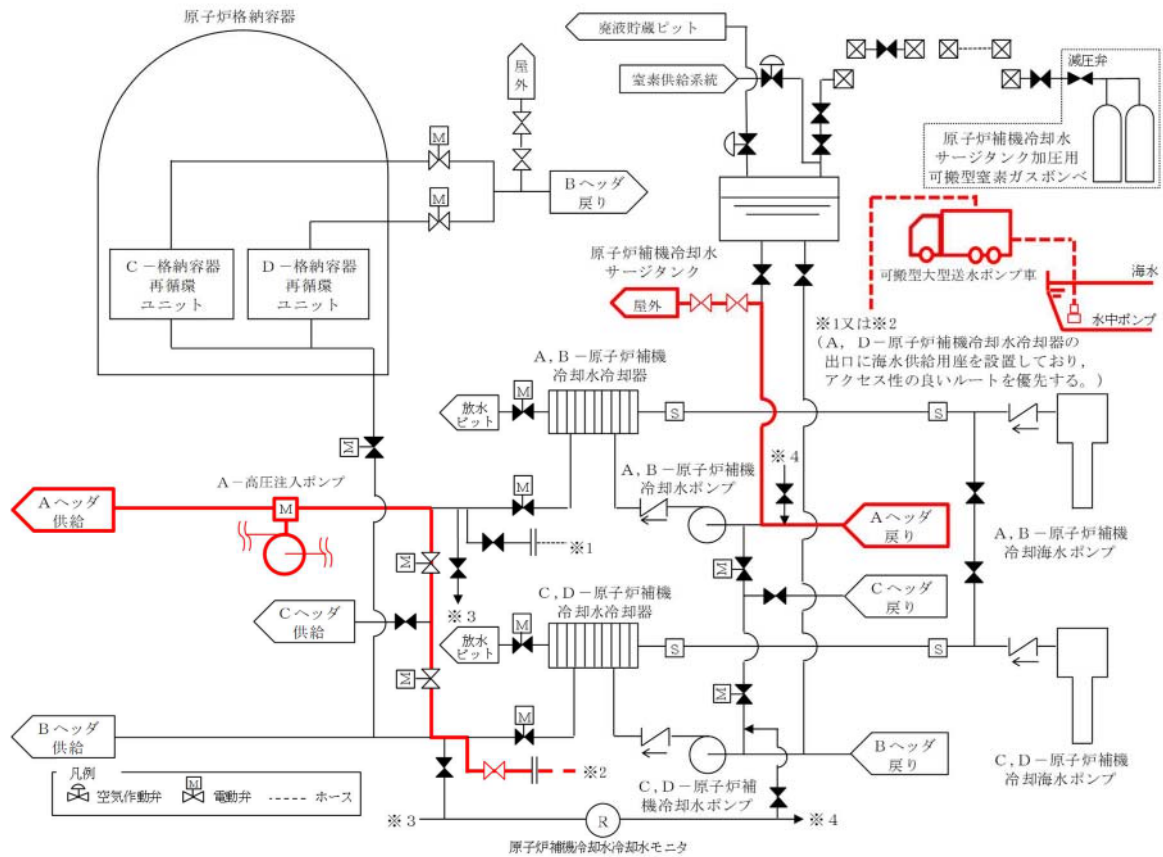 原子炉格納容器
屋外
M
M
Bヘッダ
戻り
C-格納容器
再循環
ユニット
D-格納容器
再循環
ユニット
廃液貯蔵ピット
窒素供給系統
減圧弁
原子炉補機冷却水
サージタンク加圧用
可搬型窒素ガスボンベ
原子炉補機冷却水
サージタンク
屋外
可搬型大型送水ポンプ車
海水
水中ポンプ
※1又は※2
(A,D-原子炉補機冷却水冷却器の
出口に海水供給用座を設置しており,
アクセス性の良いルートを優先する。)
A,B-原子炉補機
冷却水冷却器
放水
ピット
M
S
S
M
A-高圧注入ポンプ
Aヘッダ
供給
M
M
A,B-原子炉補機
冷却水ポンプ
※4
Aヘッダ
戻り
A,B-原子炉補機
冷却海水ポンプ
※1
M
M
※3
Cヘッダ
供給
C,D-原子炉補機
冷却水冷却器
Cヘッダ
戻り
放水
ピット
M
S
S
M
M
Bヘッダ
供給
M
※2
C,D-原子炉補
機冷却水ポンプ
Bヘッダ
戻り
C,D-原子炉補機
冷却海水ポンプ
凡例
空気作動弁
M
電動弁
ホース
※3
R
※4
原子炉補機冷却水冷却水モニタ